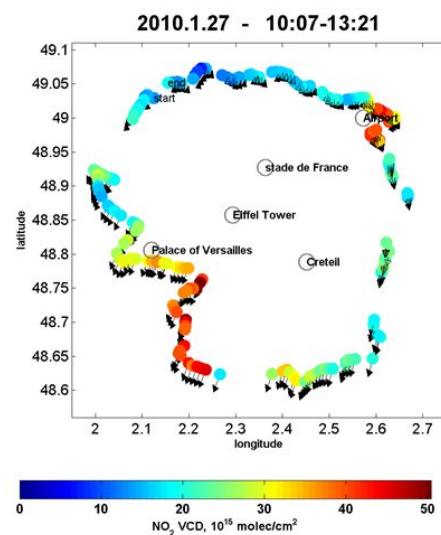 2010.1.27 - 10:07-13:21
49.1
49.05
49
48.95
48.9
48.85
48.8
48.75
48.7
48.65
48.6
latitude
end
start
Airport
stade de France
Eiffel Tower
Palace of Versailles
Creteil
2 2.1 2.2 2.3 2.4 2.5 2.6 2.7
longitude
0 10 20 30 40 50
NO2 VCD, 10^15 molec/cm^2